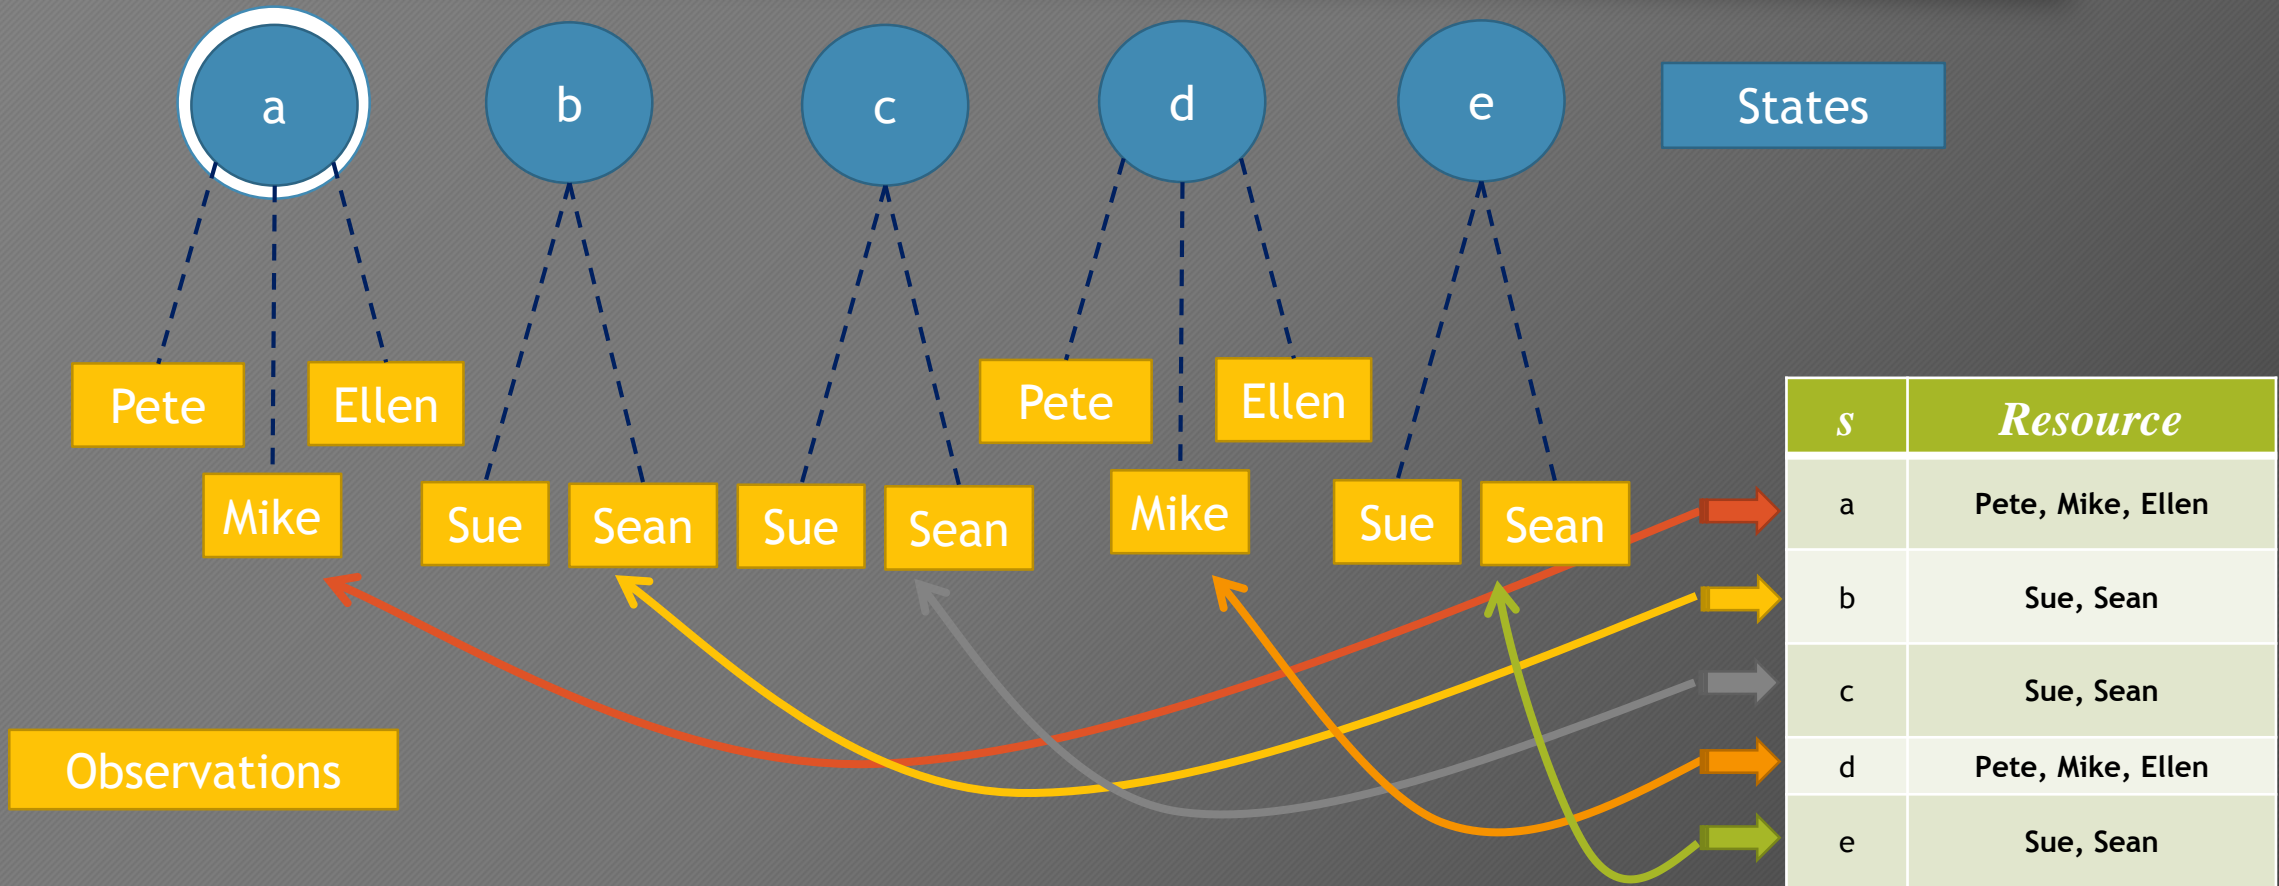 a
b
c
d
e
States
Pete
Ellen
Mike
Sue
Sean
Sue
Sean
Pete
Ellen
Mike
Sue
Sean
Observations
s Resource
a Pete, Mike, Ellen
b Sue, Sean
c Sue, Sean
d Pete, Mike, Ellen
e Sue, Sean